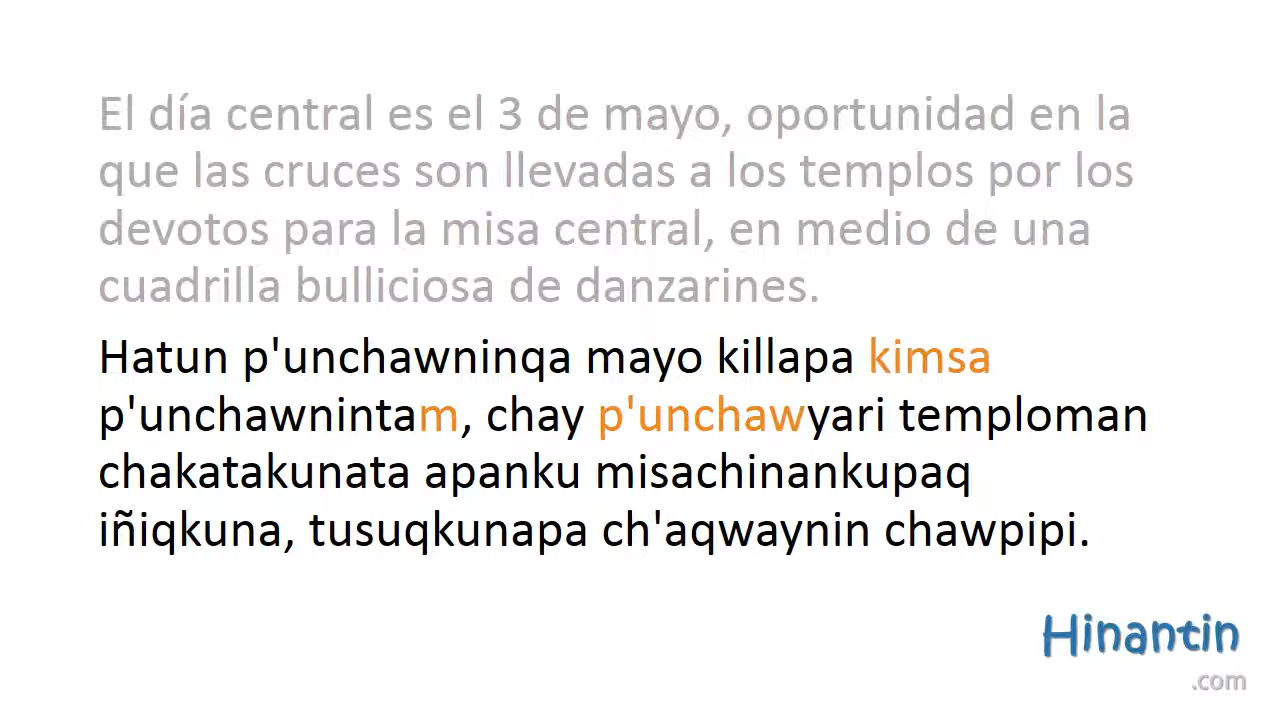 El día central es el 3 de mayo, oportunidad en la
que las cruces son llevadas a los templos por los
devotos para la misa central, en medio de una
cuadrilla bulliciosa de danzarines.
Hatun p'unchawninqa mayo killapa kimsa
p'unchawnintam, chay p'unchawyari temploman
chakatakunata apanku misachinankupaq
iñiqkuna, tusuqkunapa ch'aqwaynin chawpipi.
Hinantin
.com